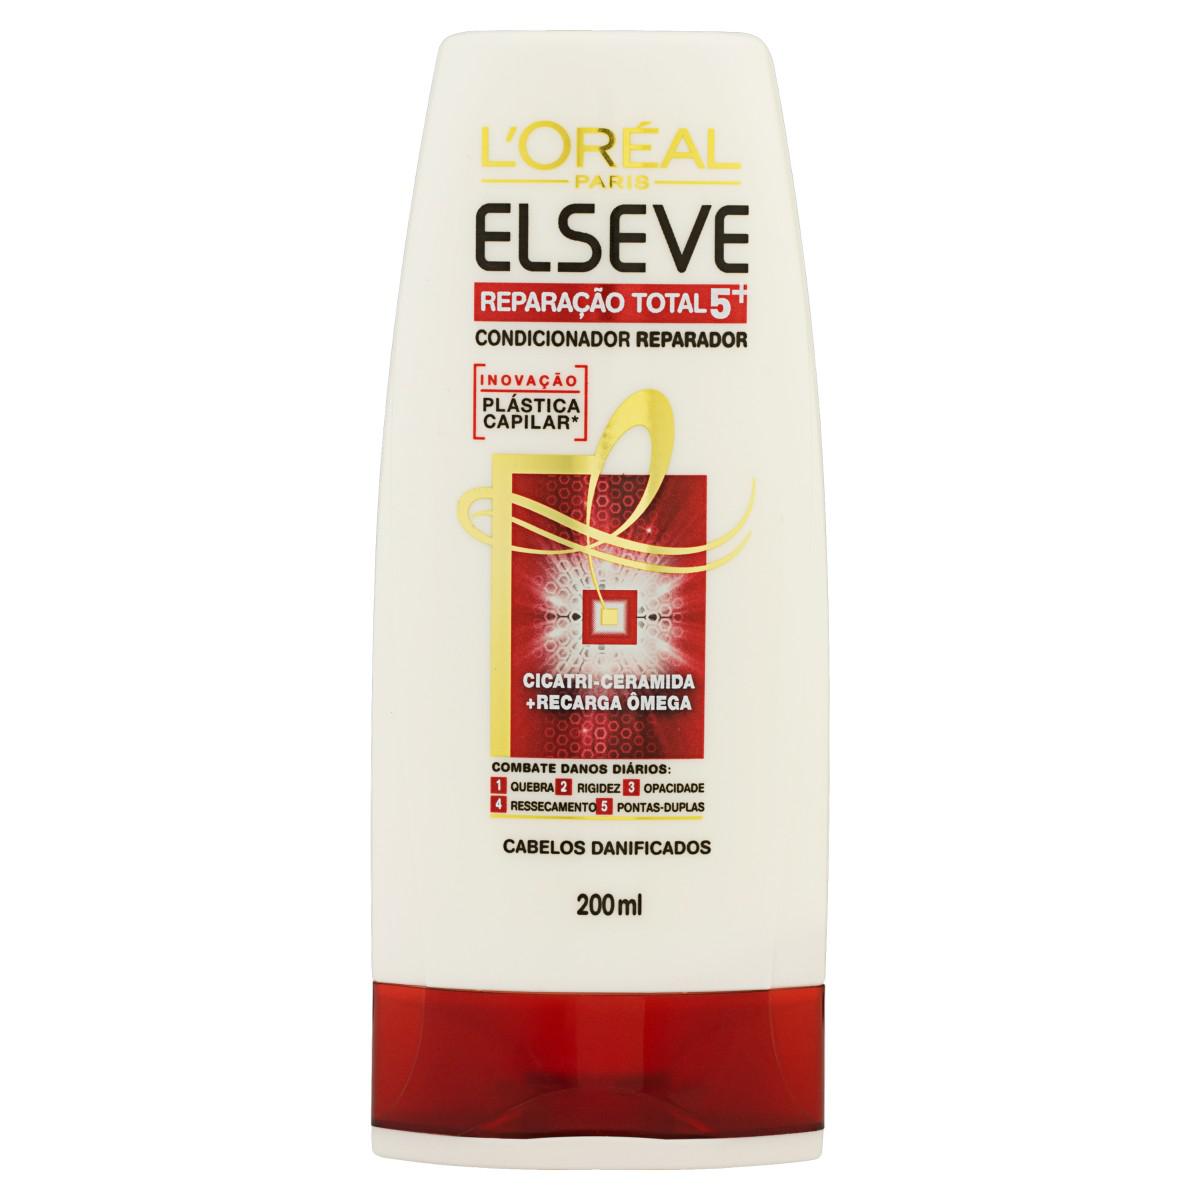 L'ORÉAL
PARIS
ELSEVE
REPARAÇÃO TOTAL 5+
CONDICIONADOR REPARADOR
INOVAÇÃO
PLÁSTICA
CAPILAR*
CICATRI-CERAMIDA
+RECARGA ÔMEGA
COMBATE DANOS DIÁRIOS:
1 QUEBRA 2 RIGIDEZ 3 OPACIDADE
4 RESSECAMENTO 5 PONTAS-DUPLAS
CABELOS DANIFICADOS
200ml